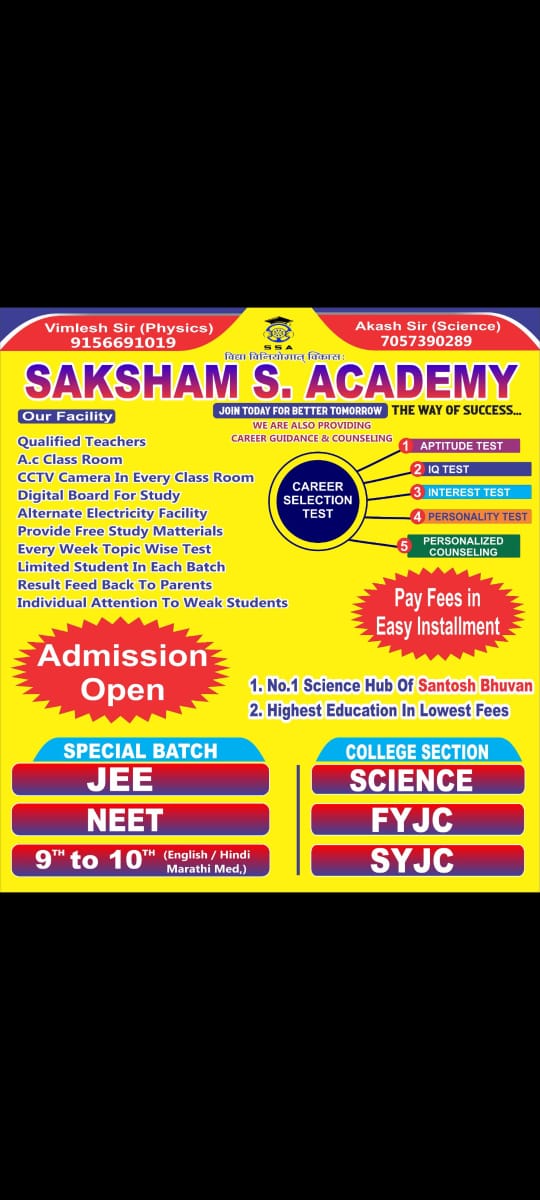 Vimlesh Sir (Physics)
9156691019
SSA
Akash Sir (Science)
7057390289
विद्या विनियोगात् विकासः
SAKSHAM S. ACADEMY
Our Facility
JOIN TODAY FOR BETTER TOMORROW
THE WAY OF SUCCESS...
WE ARE ALSO PROVIDING
CAREER GUIDANCE & COUNSELING
Qualified Teachers
A.c Class Room
CCTV Camera In Every Class Room
Digital Board For Study
Alternate Electricity Facility
Provide Free Study Matterials
Every Week Topic Wise Test
Limited Student In Each Batch
Result Feed Back To Parents
Individual Attention To Weak Students
CAREER
SELECTION
TEST
1 APTITUDE TEST
2 IQ TEST
3 INTEREST TEST
4 PERSONALITY TEST
5 PERSONALIZED
COUNSELING
Pay Fees in
Easy Installment
Admission
Open
1. No.1 Science Hub Of Santosh Bhuvan
2. Highest Education In Lowest Fees
SPECIAL BATCH
JEE
NEET
9TH to 10TH (English / Hindi
Marathi Med,)
COLLEGE SECTION
SCIENCE
FYJC
SYJC